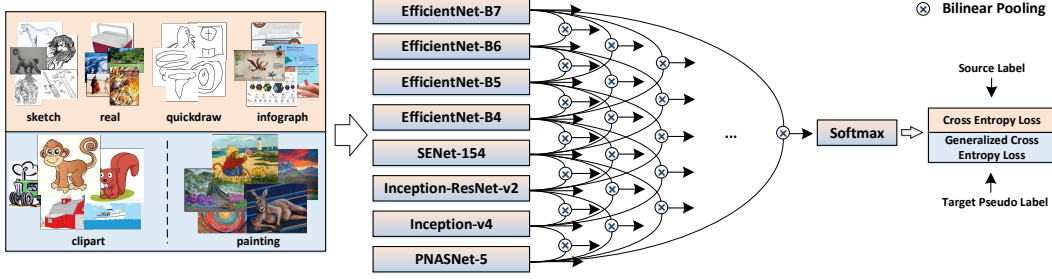 sketch
real
quickdraw
infograph
clipart
painting
EfficientNet-B7
EfficientNet-B6
EfficientNet-B5
EfficientNet-B4
SENet-154
Inception-ResNet-v2
Inception-v4
PNASNet-5
Bilinear Pooling
...
Softmax
Source Label
Cross Entropy Loss
Generalized Cross
Entropy Loss
Target Pseudo Label